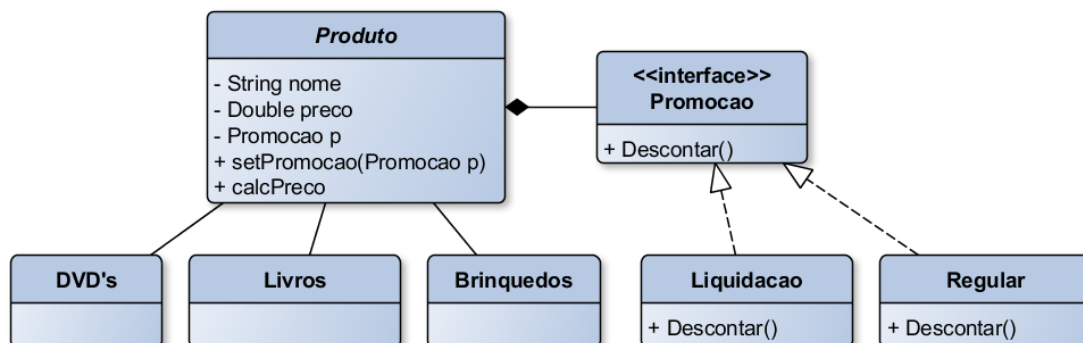 Produto
- String nome
- Double preco
- Promocao p
+ setPromocao(Promocao p)
+ calcPreco
<<interface>>
Promocao
+ Descontar()
DVD's
Livros
Brinquedos
Liquidacao
+ Descontar()
Regular
+ Descontar()